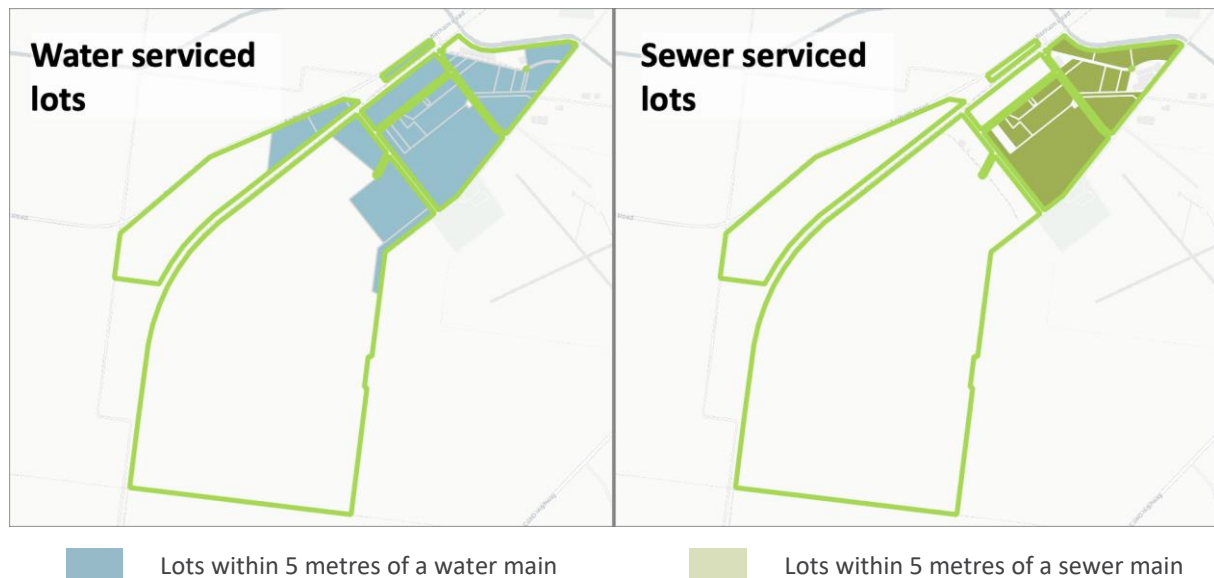 Water serviced
lots
Sewer serviced
lots
Lots within 5 metres of a water main
Lots within 5 metres of a sewer main